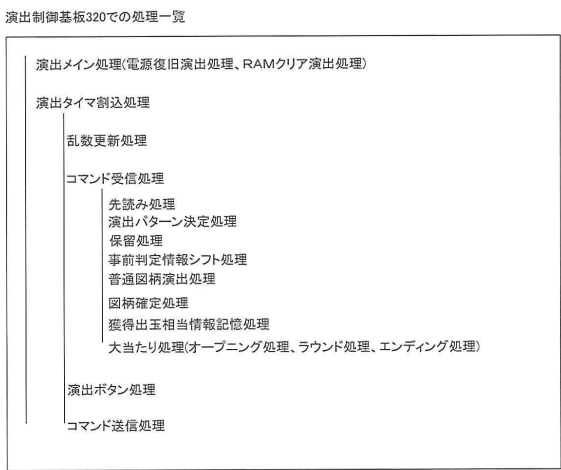 演出制御基板320での処理一覧
演出メイン処理(電源復旧演出処理、RAMクリア演出処理)
演出タイマ割込処理
乱数更新処理
コマンド受信処理
先読み処理
演出パターン決定処理
保留処理
事前判定情報シフト処理
普通図柄演出処理
図柄確定処理
獲得出玉相当情報記憶処理
大当たり処理(オープニング処理、ラウンド処理、エンディング処理)
演出ボタン処理
コマンド送信処理